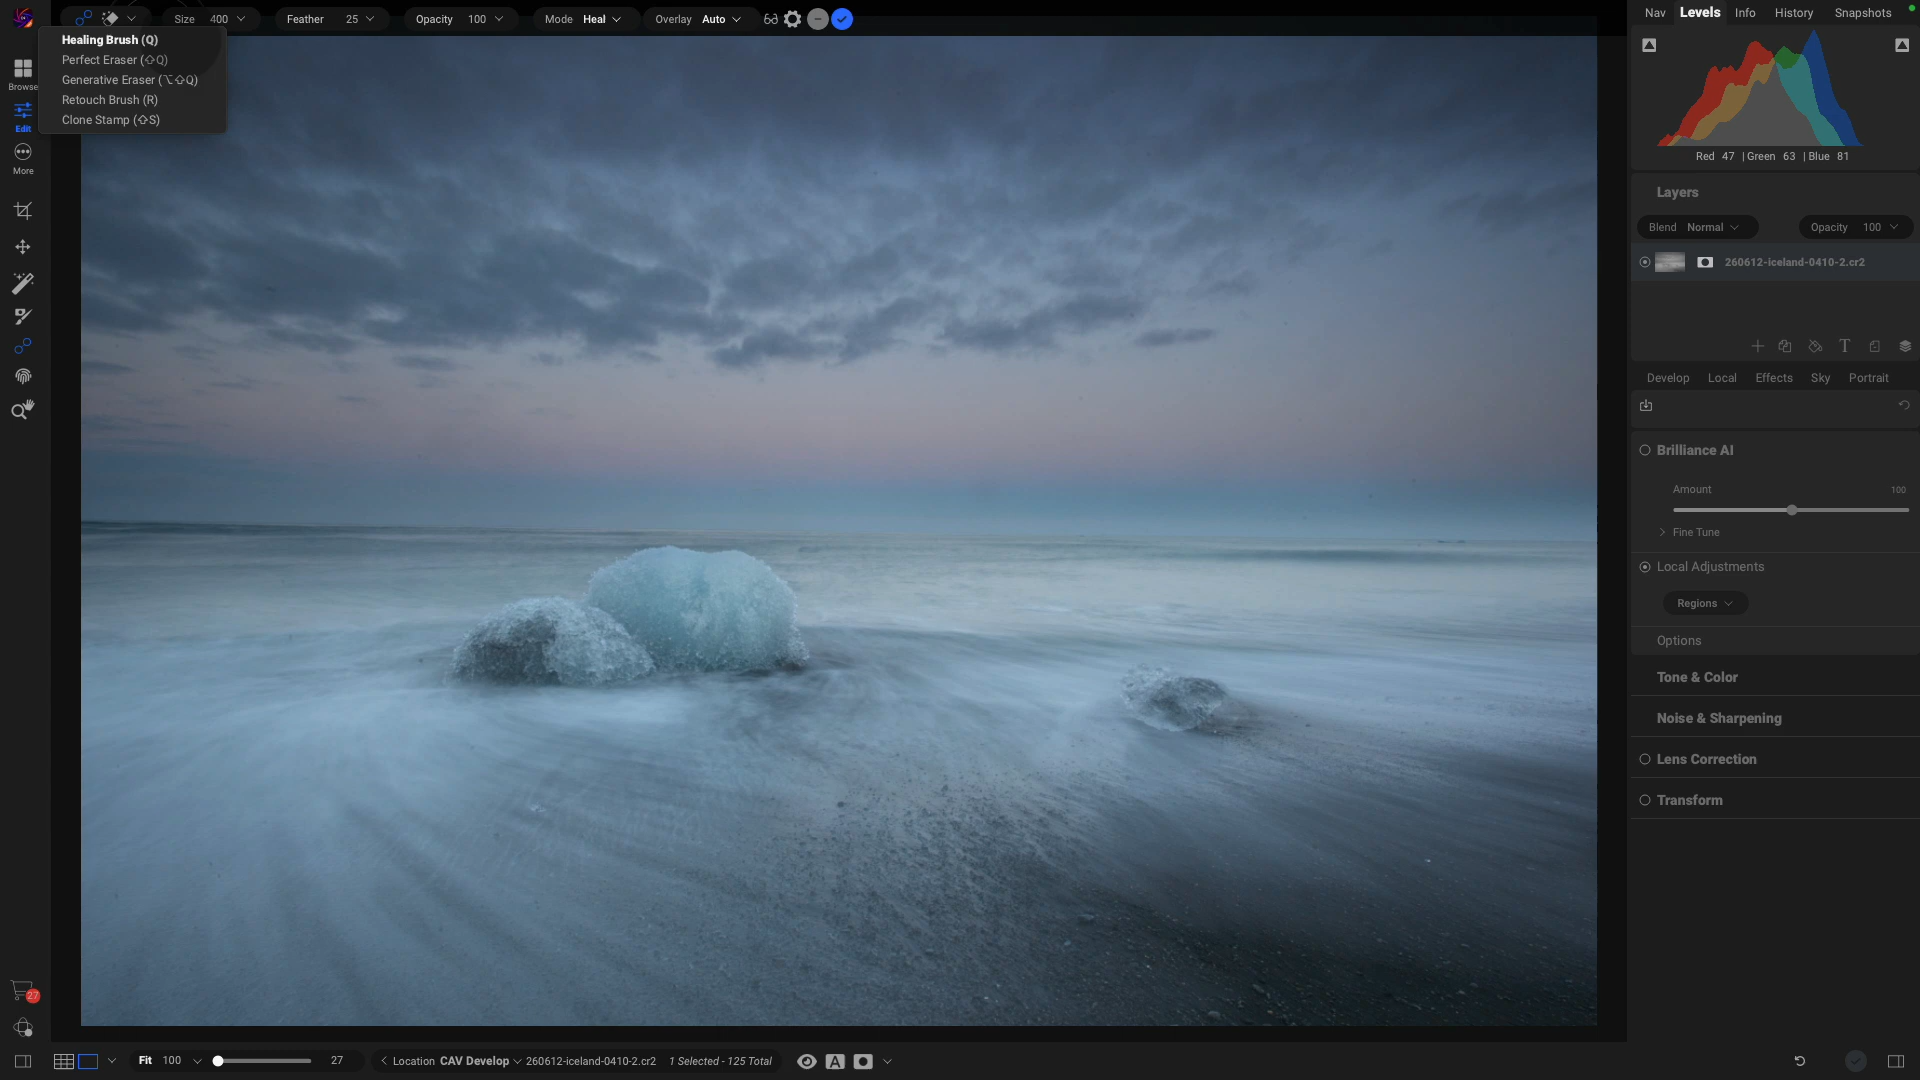 Size 400 Feather 25 Opacity 100 Mode Heal Overlay Auto
Healing Brush (Q)
Perfect Eraser (⇧Q)
Generative Eraser (⌥⇧Q)
Retouch Brush (R)
Clone Stamp (⇧S)
Browse
Edit
More
27
Nav Levels Info History Snapshots
Red 47 | Green 63 | Blue 81
Layers
Blend Normal Opacity 100
260612-iceland-0410-2.cr2
T
Develop Local Effects Sky Portrait
Brilliance AI
Amount 100
Fine Tune
Local Adjustments
Regions
Options
Tone & Color
Noise & Sharpening
Lens Correction
Transform
Fit 100 27 Location CAV Develop 260612-iceland-0410-2.cr2 1 Selected - 125 Total A